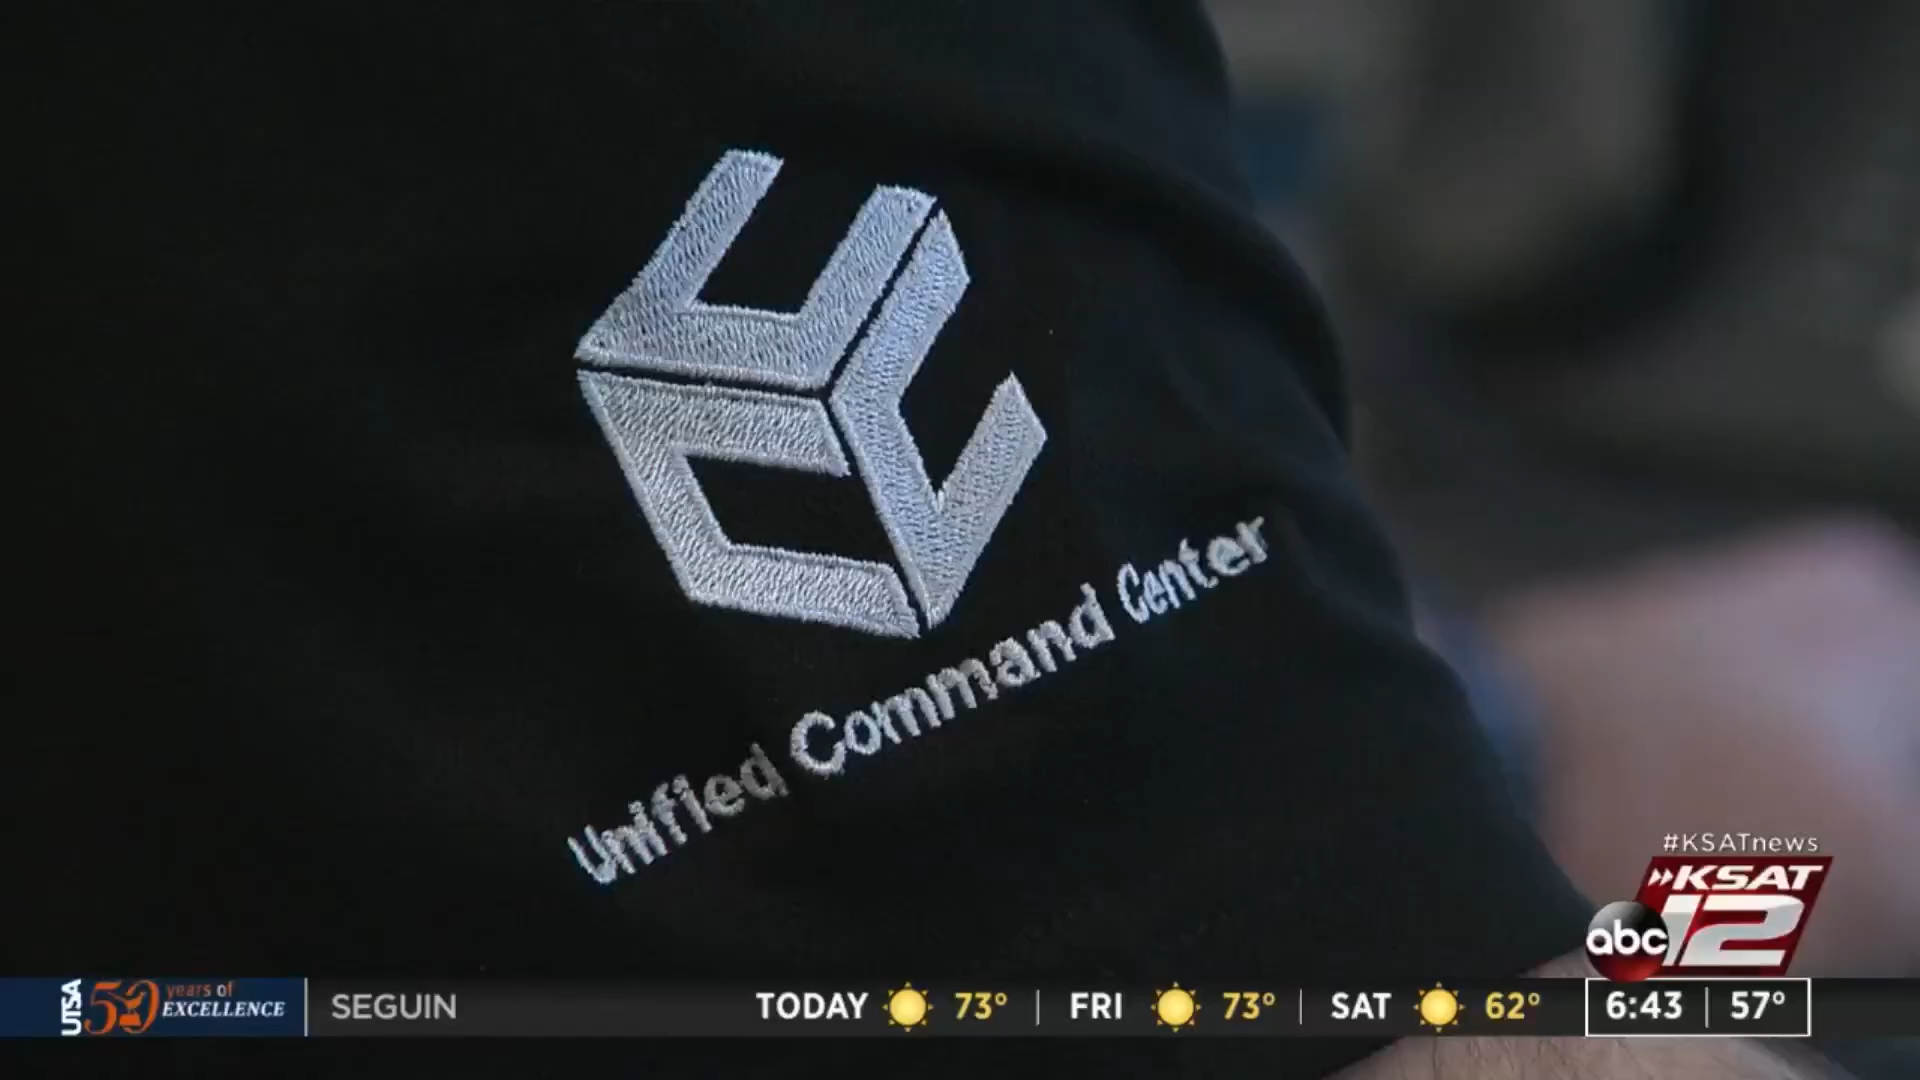 UCC
Unified Command Center
#KSATnews
KSAT
abc 12
UTSA 50 years of EXCELLENCE
SEGUIN
TODAY 73° | FRI 73° | SAT 62°
6:43 | 57°